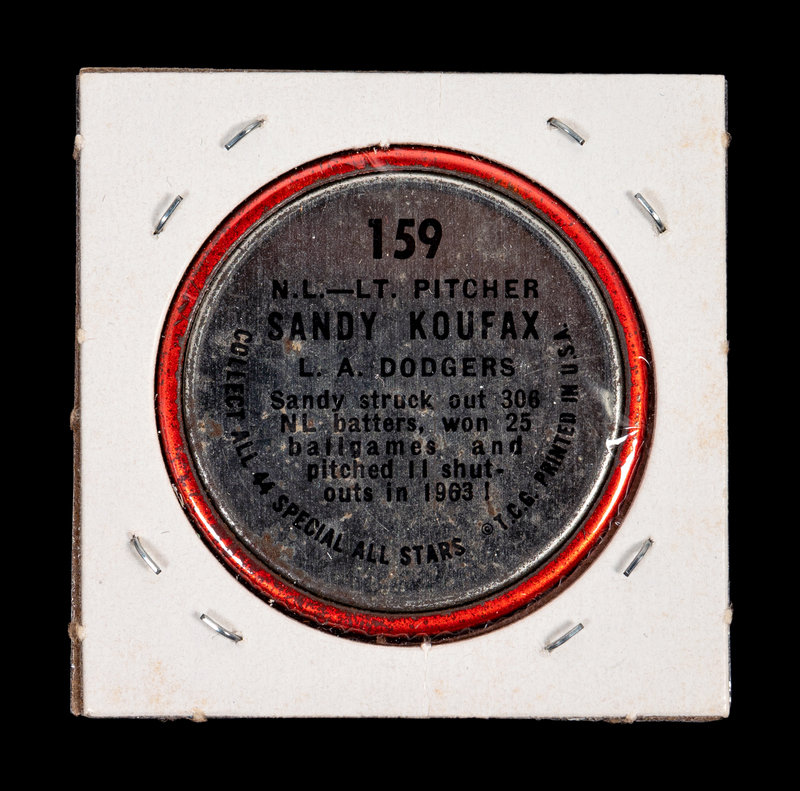 159
N.L.—LT. PITCHER
SANDY KOUFAX
L. A. DODGERS
Sandy struck out 306
NL batters, won 25
ballgames and
pitched 11 shut-
outs in 1963!
COLLECT ALL 44 SPECIAL ALL STARS
©T.C.G. PRINTED IN USA